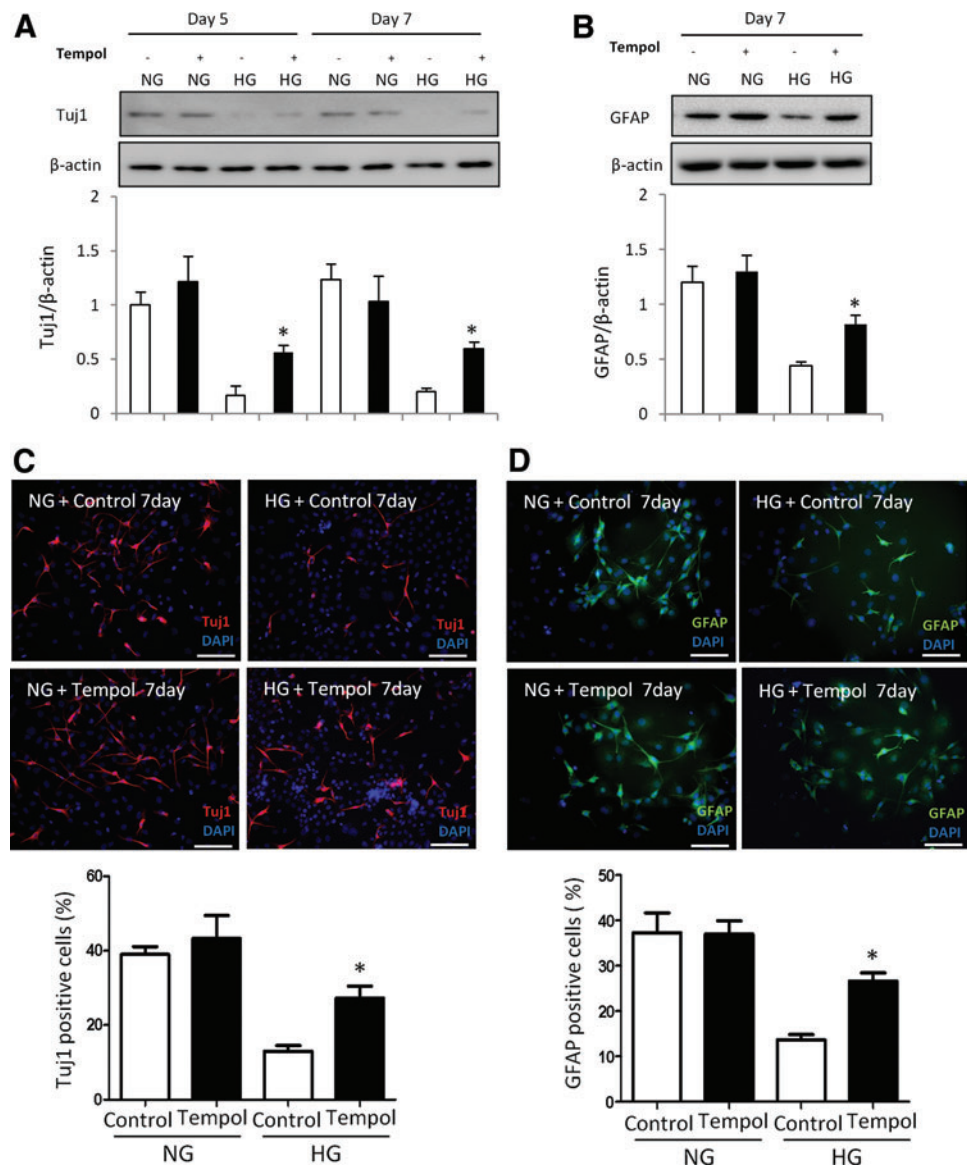 A
Day 5 Day 7
Tempol - + - + - + - +
NG NG HG HG NG NG HG HG
Tuj1
β-actin
2
1.5
1
0.5
0
Tuj1/β-actin
* *
B
Day 7
Tempol - + - +
NG NG HG HG
GFAP
β-actin
2
1.5
1
0.5
0
GFAP/β-actin
*
C
NG + Control 7day
Tuj1
DAPI
HG + Control 7day
Tuj1
DAPI
NG + Tempol 7day
Tuj1
DAPI
HG + Tempol 7day
Tuj1
DAPI
60
40
20
0
Tuj1 positive cells (%)
*
Control Tempol Control Tempol
NG HG
D
NG + Control 7day
GFAP
DAPI
HG + Control 7day
GFAP
DAPI
NG + Tempol 7day
GFAP
DAPI
HG + Tempol 7day
GFAP
DAPI
50
40
30
20
10
0
GFAP positive cells ( %)
*
Control Tempol Control Tempol
NG HG